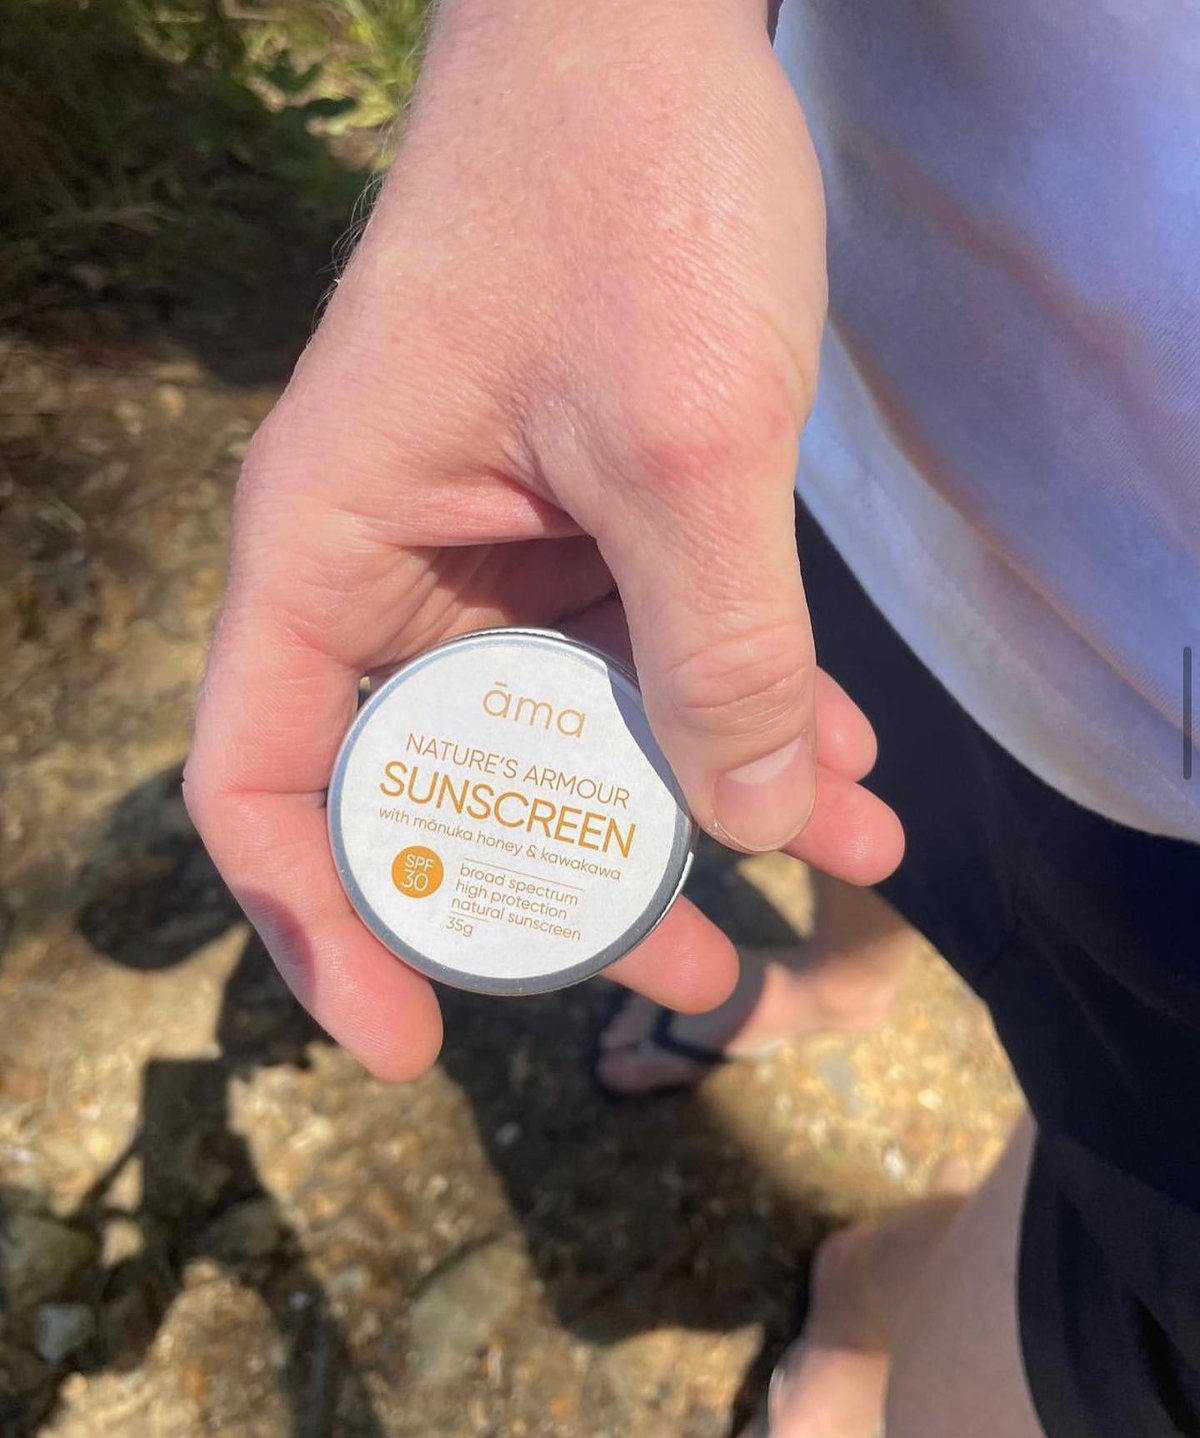 āma
NATURE'S ARMOUR
SUNSCREEN
with mānuka honey & kawakawa
SPF
30
broad spectrum
high protection
natural sunscreen
35g